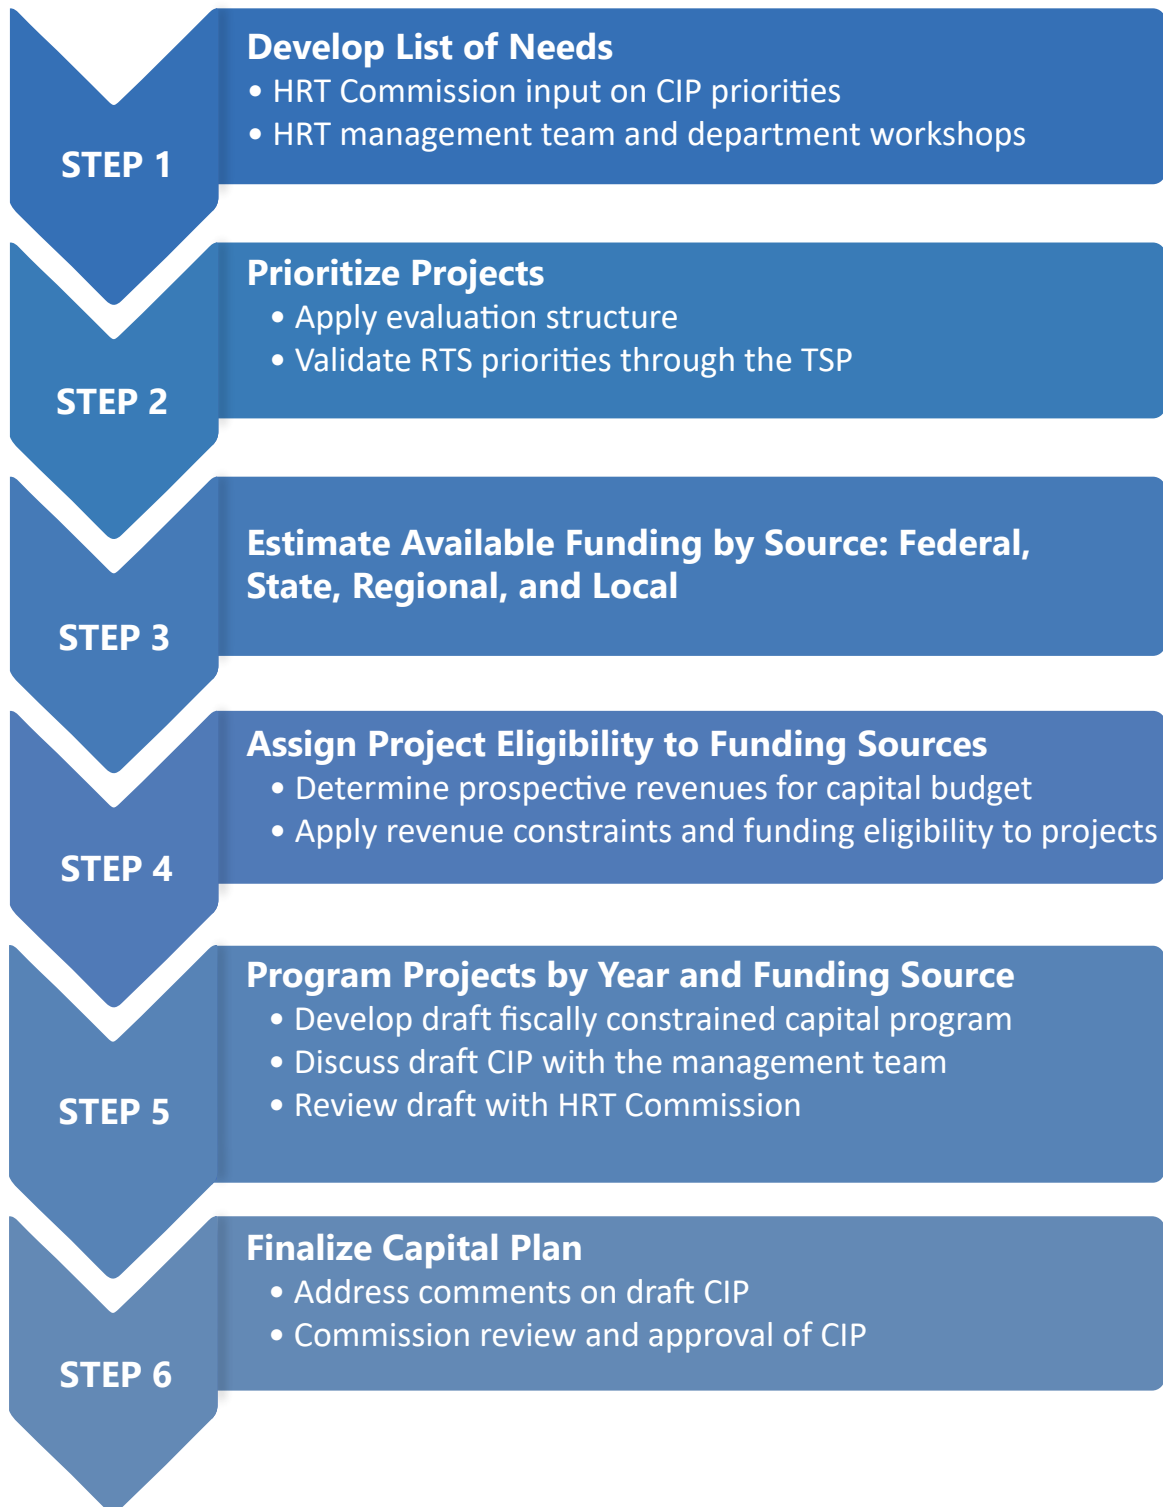 STEP 1
Develop List of Needs
• HRT Commission input on CIP priorities
• HRT management team and department workshops
STEP 2
Prioritize Projects
• Apply evaluation structure
• Validate RTS priorities through the TSP
STEP 3
Estimate Available Funding by Source: Federal,
State, Regional, and Local
STEP 4
Assign Project Eligibility to Funding Sources
• Determine prospective revenues for capital budget
• Apply revenue constraints and funding eligibility to projects
STEP 5
Program Projects by Year and Funding Source
• Develop draft fiscally constrained capital program
• Discuss draft CIP with the management team
• Review draft with HRT Commission
STEP 6
Finalize Capital Plan
• Address comments on draft CIP
• Commission review and approval of CIP